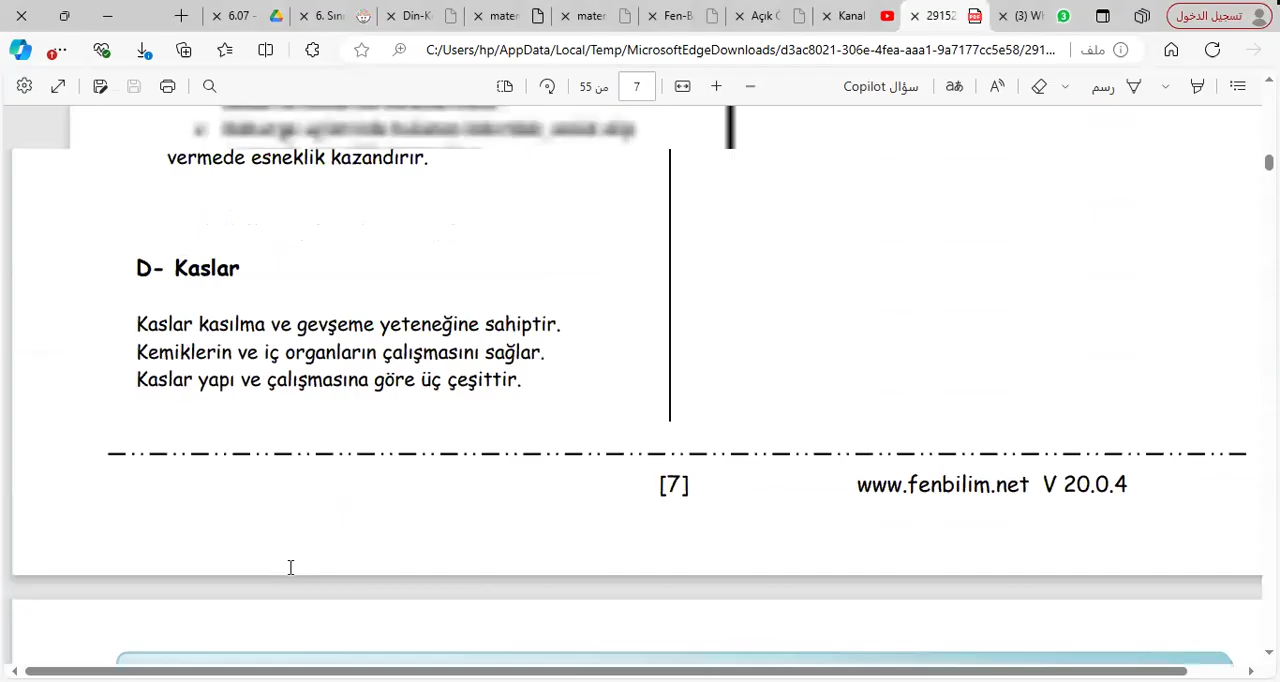 6.07 -
6. Sını
Din-K
mater
mater
Fen-B
Açık Ç
Kanal
29152
(3) Wh
3
تسجيل الدخول
C:/Users/hp/AppData/Local/Temp/MicrosoftEdgeDownloads/d3ac8021-306e-4fea-aaa1-9a7177cc5e58/291...
ملف
7
من 55
سؤال Copilot
رسم
vermede esneklik kazandırır.
D- Kaslar
Kaslar kasılma ve gevşeme yeteneğine sahiptir.
Kemiklerin ve iç organların çalışmasını sağlar.
Kaslar yapı ve çalışmasına göre üç çeşittir.
[7]
www.fenbilim.net V 20.0.4